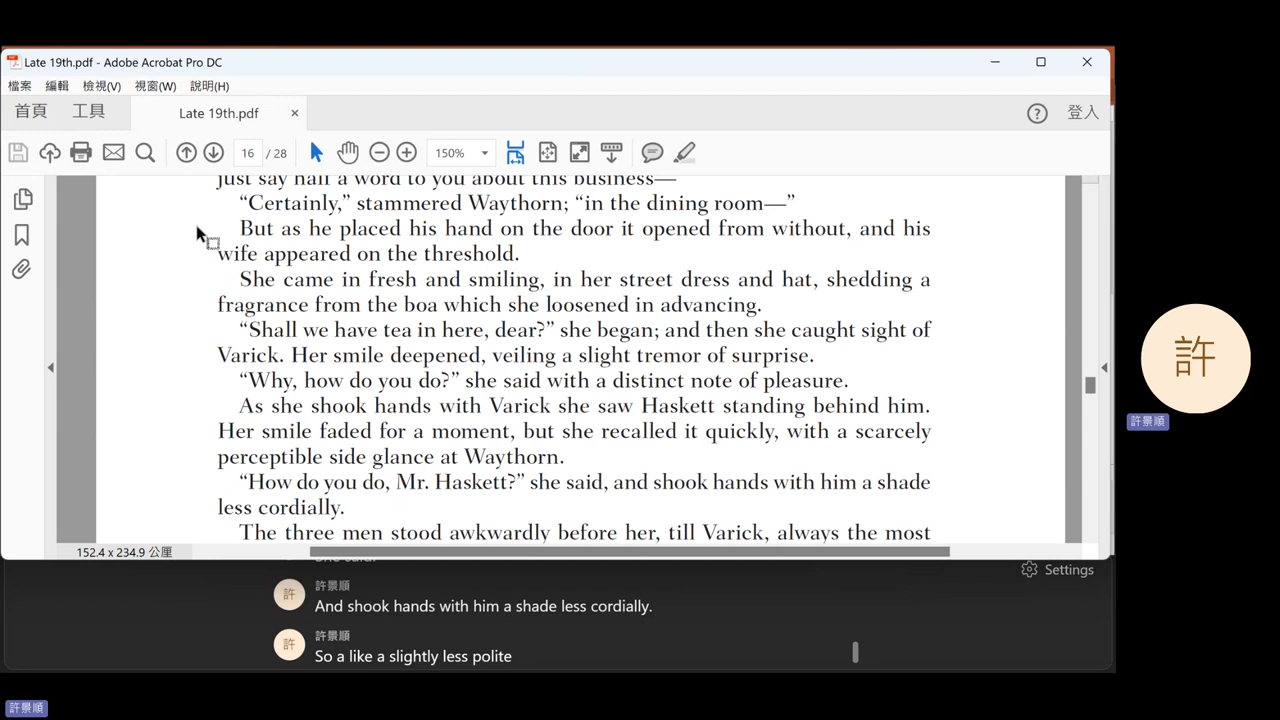 Late 19th.pdf - Adobe Acrobat Pro DC
檔案 編輯 檢視(V) 視窗(W) 說明(H)
首頁 工具 Late 19th.pdf × ? 登入
16 / 28 150%
just say half a word to you about this business—
“Certainly,” stammered Waythorn; “in the dining room—”
But as he placed his hand on the door it opened from without, and his
wife appeared on the threshold.
She came in fresh and smiling, in her street dress and hat, shedding a
fragrance from the boa which she loosened in advancing.
“Shall we have tea in here, dear?” she began; and then she caught sight of
Varick. Her smile deepened, veiling a slight tremor of surprise.
“Why, how do you do?” she said with a distinct note of pleasure.
As she shook hands with Varick she saw Haskett standing behind him.
Her smile faded for a moment, but she recalled it quickly, with a scarcely
perceptible side glance at Waythorn.
“How do you do, Mr. Haskett?” she said, and shook hands with him a shade
less cordially.
The three men stood awkwardly before her, till Varick, always the most
152.4 x 234.9 公厘
She said.
Settings
許 許景順
And shook hands with him a shade less cordially.
許 許景順
So a like a slightly less polite
許
許景順
許景順